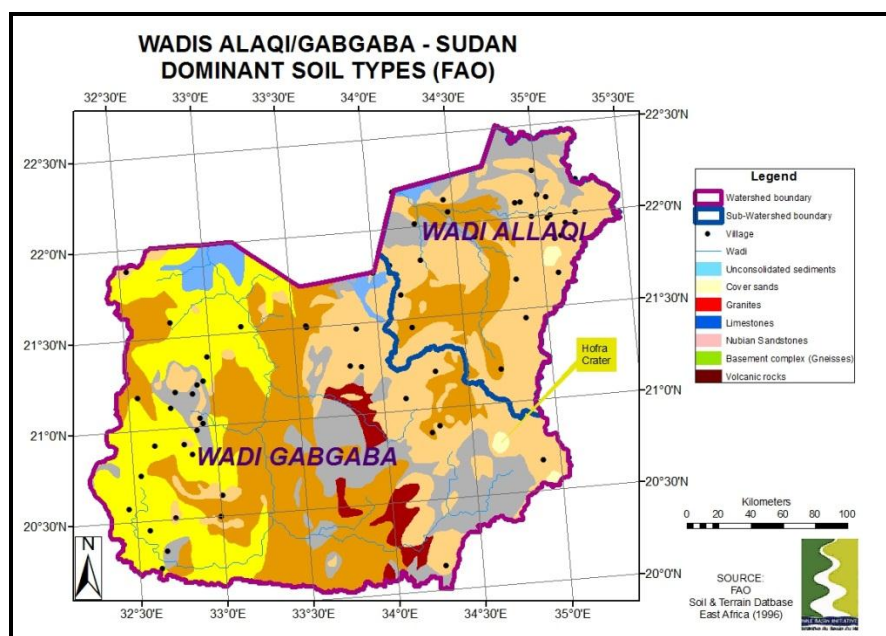 WADIS ALAQI/GABGABA - SUDAN
DOMINANT SOIL TYPES (FAO)
32°30'E 33°0'E 33°30'E 34°0'E 34°30'E 35°0'E 35°30'E
22°30'N
22°30'N
22°0'N
22°0'N
21°30'N
21°30'N
21°0'N
21°0'N
20°30'N
20°30'N
20°0'N
WADI ALLAQI
WADI GABGABA
Hofra
Crater
Legend
Watershed boundary
Sub-Watershed boundary
Village
Wadi
Unconsolidated sediments
Cover sands
Granites
Limestones
Nubian Sandstones
Basement complex (Gneisses)
Volcanic rocks
Kilometers
0 20 40 60 80 100
N
32°30'E 33°0'E 33°30'E 34°0'E 34°30'E 35°0'E
SOURCE:
FAO
Soil & Terrain Datbase
East Africa (1996)
NILE BASIN INITIATIVE